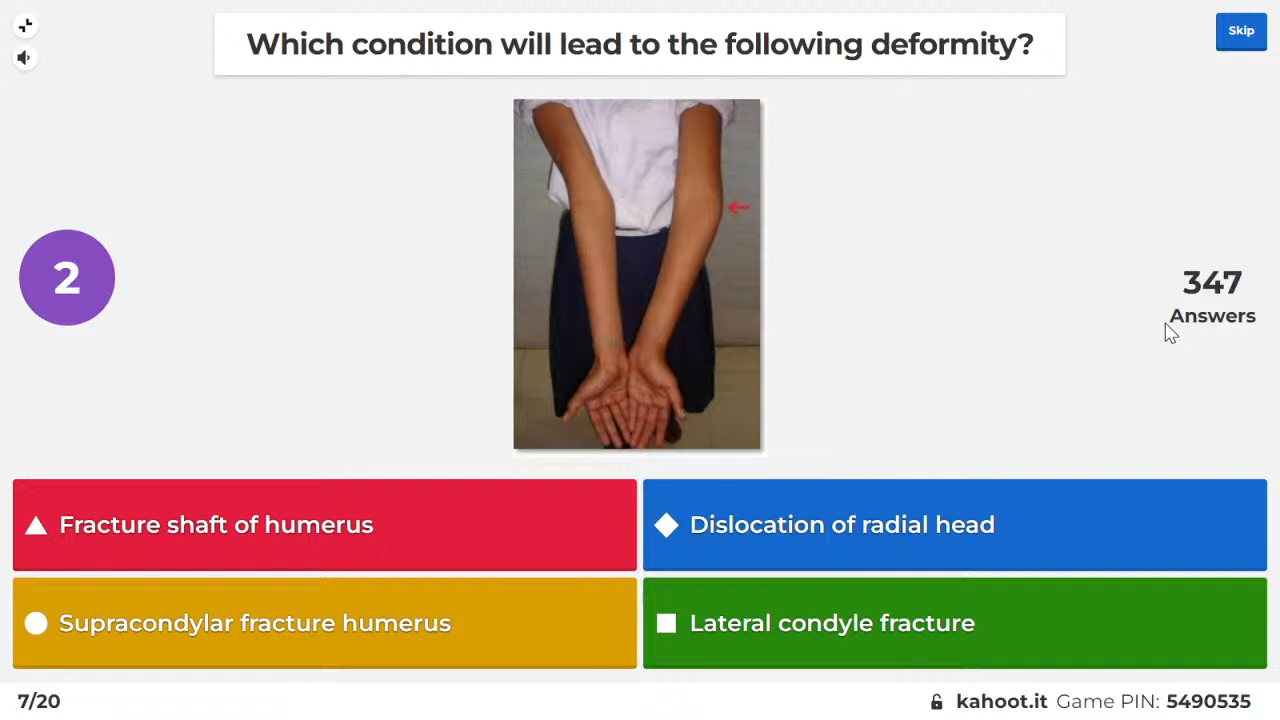 Which condition will lead to the following deformity?
Skip
2
347
Answers
Fracture shaft of humerus
Dislocation of radial head
Supracondylar fracture humerus
Lateral condyle fracture
7/20
kahoot.it Game PIN: 5490535